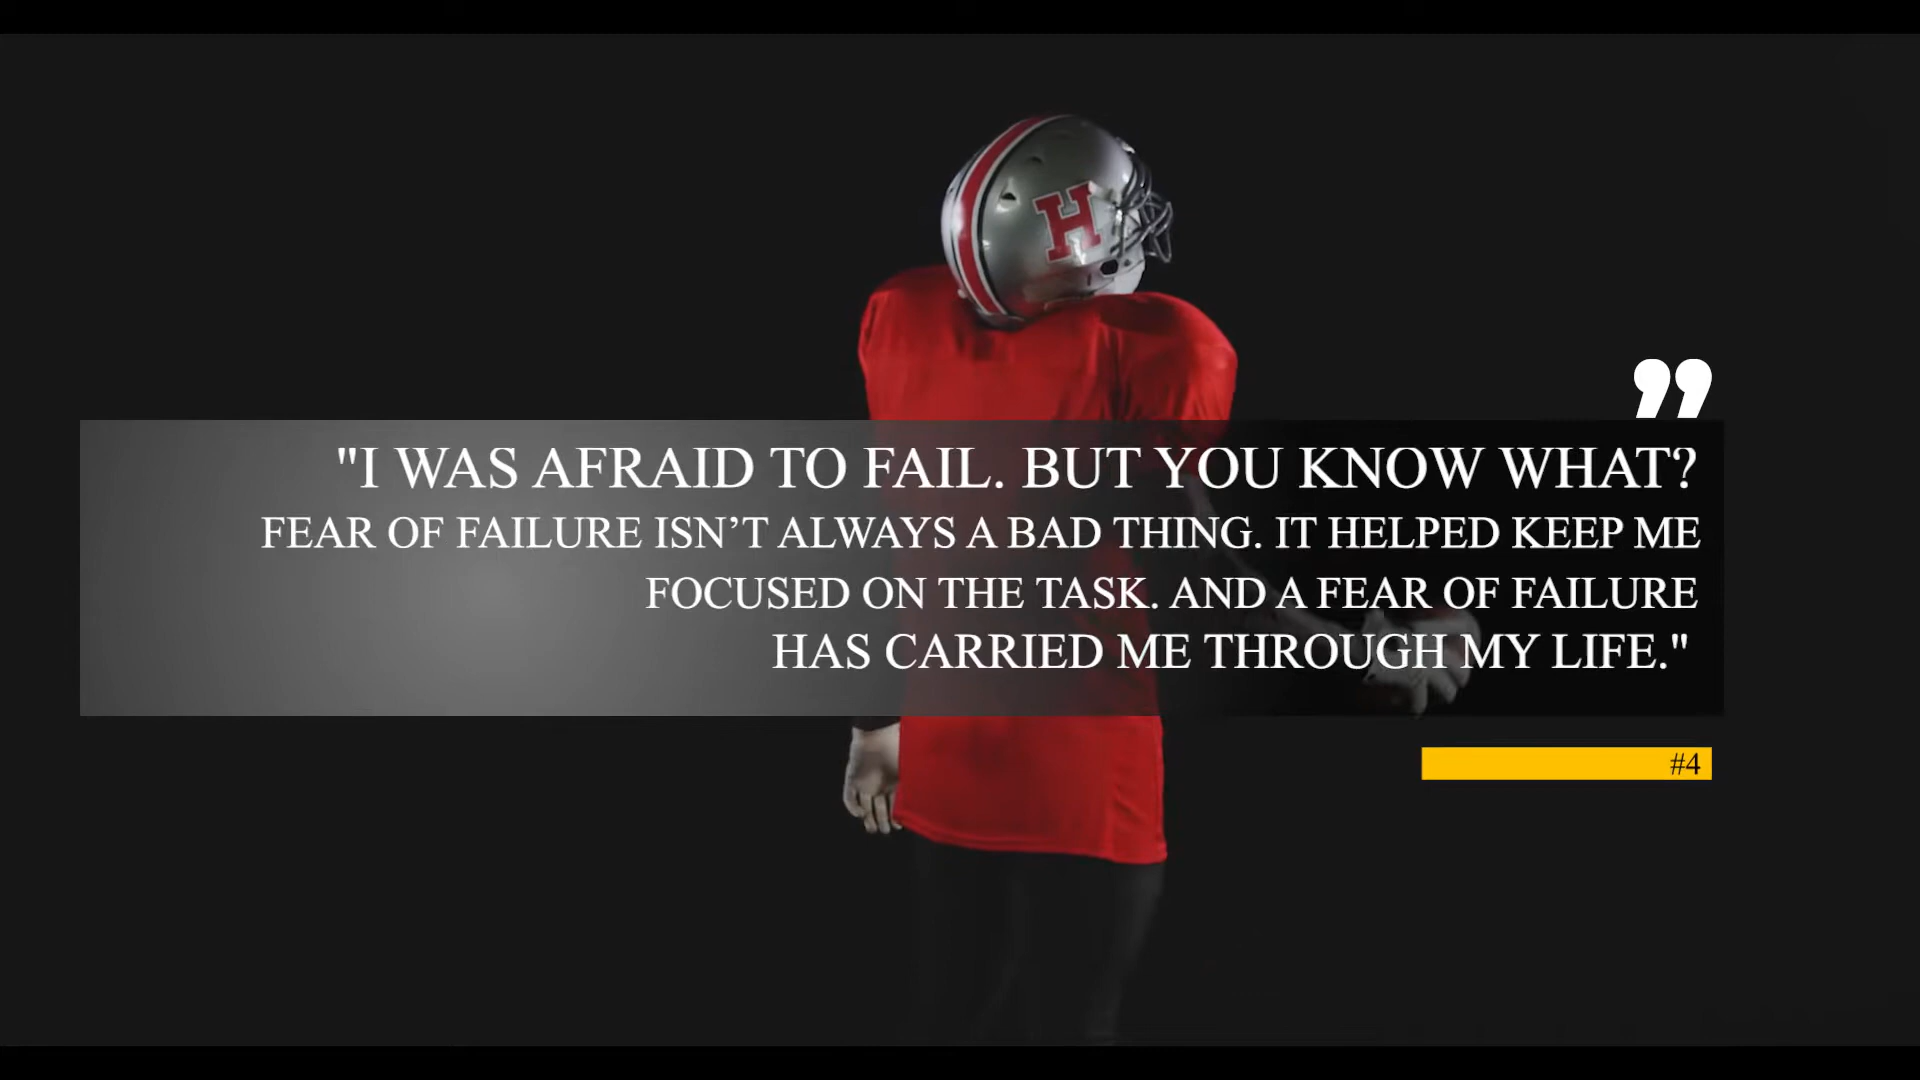 H
”
"I WAS AFRAID TO FAIL. BUT YOU KNOW WHAT?
FEAR OF FAILURE ISN’T ALWAYS A BAD THING. IT HELPED KEEP ME
FOCUSED ON THE TASK. AND A FEAR OF FAILURE
HAS CARRIED ME THROUGH MY LIFE."
#4